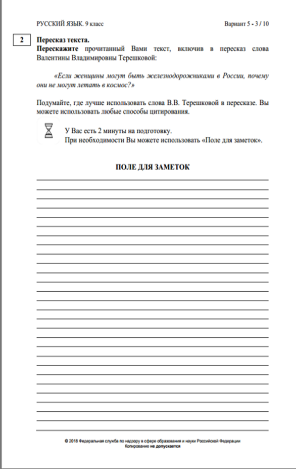 РУССКИЙ ЯЗЫК. 9 класс Вариант 5 - 3 / 10
2 Пересказ текста.
Перескажите прочитанный Вами текст, включив в пересказ слова
Валентины Владимировны Терешковой:
«Если женщины могут быть железнодорожниками в России, почему
они не могут летать в космос?»
Подумайте, где лучше использовать слова В.В. Терешковой в пересказе. Вы
можете использовать любые способы цитирования.
У Вас есть 2 минуты на подготовку.
При необходимости Вы можете использовать «Поле для заметок».
ПОЛЕ ДЛЯ ЗАМЕТОК
© 2018 Федеральная служба по надзору в сфере образования и науки Российской Федерации
Копирование не допускается